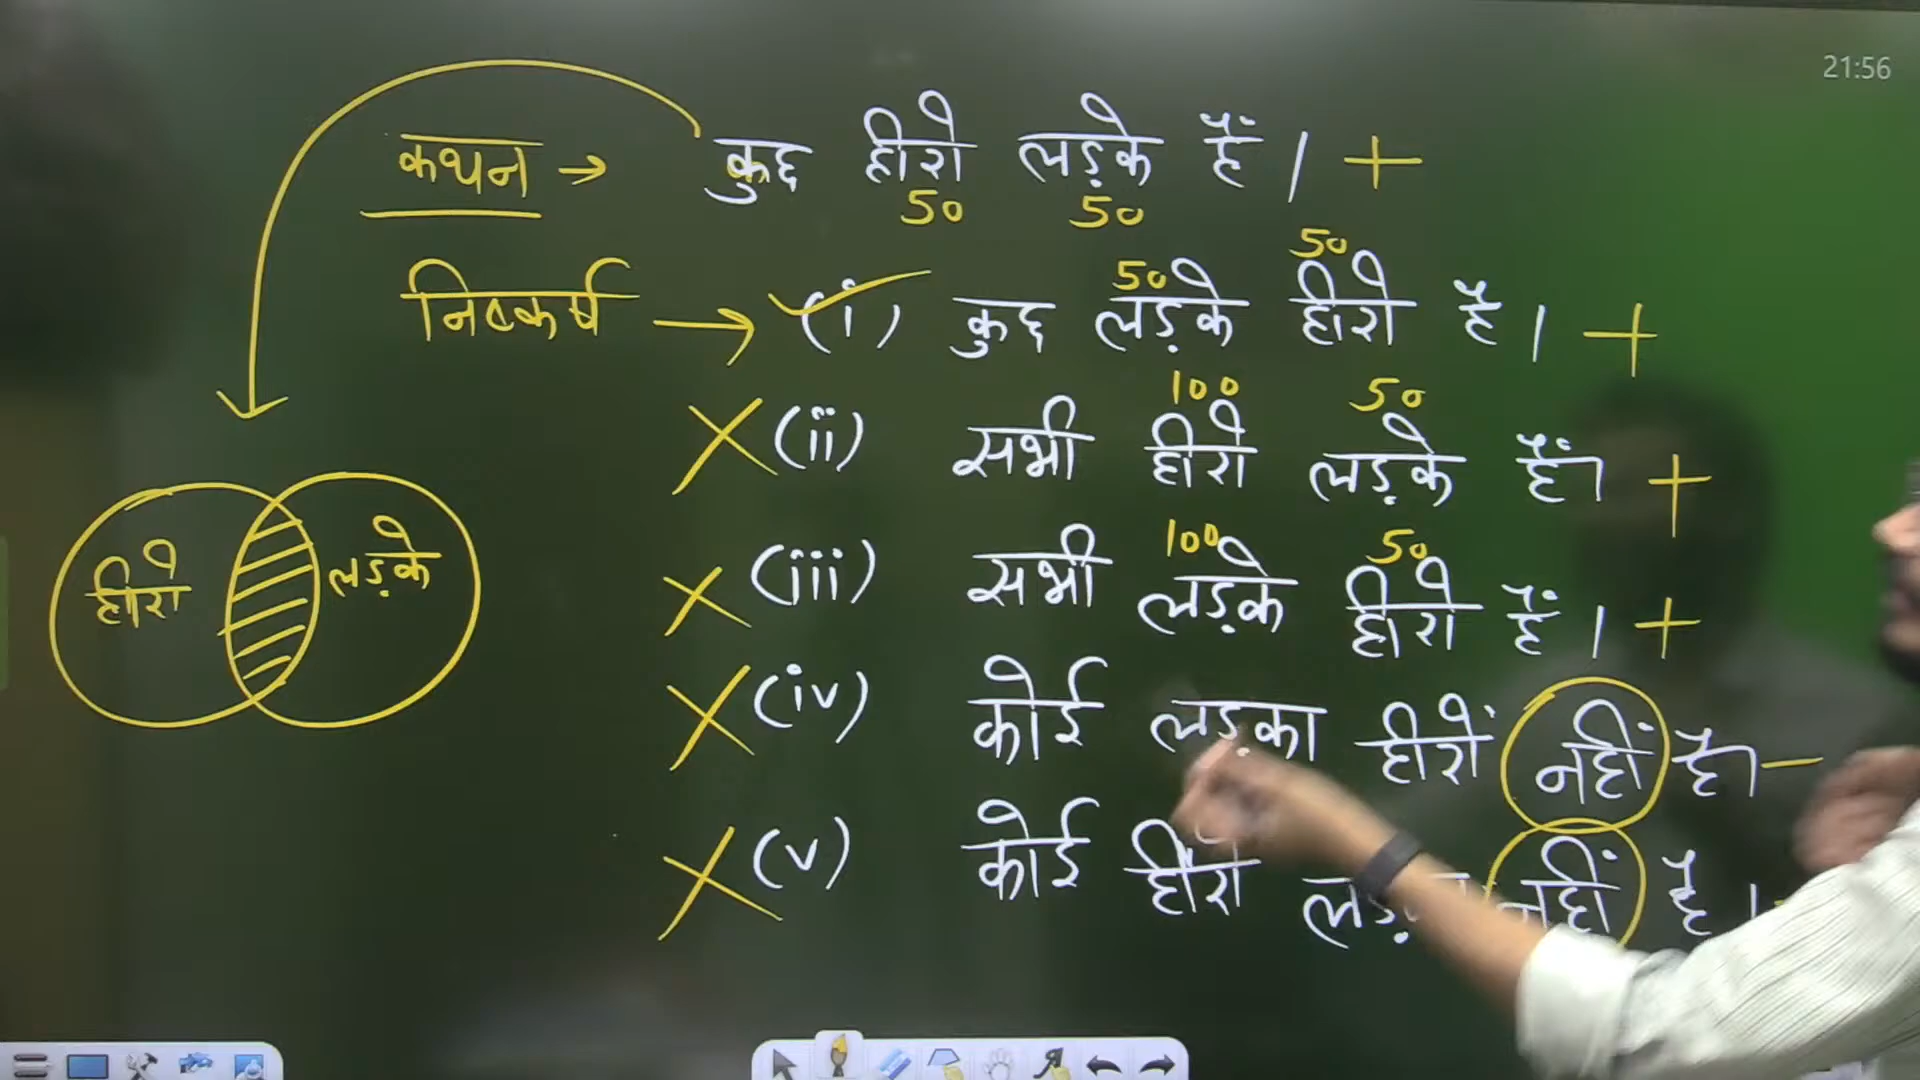 21:56
कथन → कुछ हीरो लड़के हैं। +
50 50
50 50
निष्कर्ष → (i) कुछ लड़के हीरो हैं। +
100 50
(ii) सभी हीरो लड़के हैं। +
100 50
(iii) सभी लड़के हीरो हैं। +
(iv) कोई लड़का हीरों नहीं है। −
(v) कोई हीरो नहीं है।
हीरो लड़के